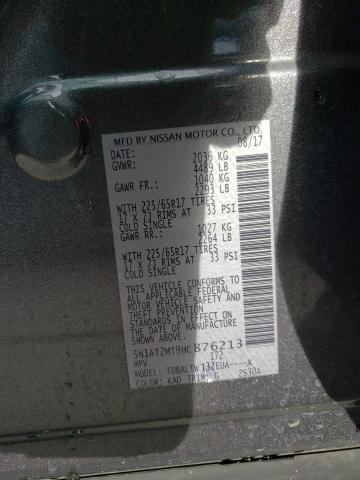 MFD BY NISSAN MOTOR CO., LTD.
DATE: 08/17
GVWR: 2036 KG
4489 LB
GAWR FR.: 1040 KG
2293 LB
WITH 225/65R17 TIRES
17 X 7J RIMS AT 33 PSI
COLD SINGLE
GAWR RR.: 1027 KG
2264 LB
WITH 225/65R17 TIRES
17 X 7J RIMS AT 33 PSI
COLD SINGLE
THIS VEHICLE CONFORMS
TO ALL APPLICABLE FEDERAL
MOTOR VEHICLE SAFETY AND
THEFT PREVENTION
STANDARDS IN EFFECT ON
THE DATE OF MANUFACTURE
SHOWN ABOVE.
5N1AT2MT9HC876213
MPV 172
MODEL: TDBALTWT32EUA----A
COLOR: KAD TRIM: G 2S30A